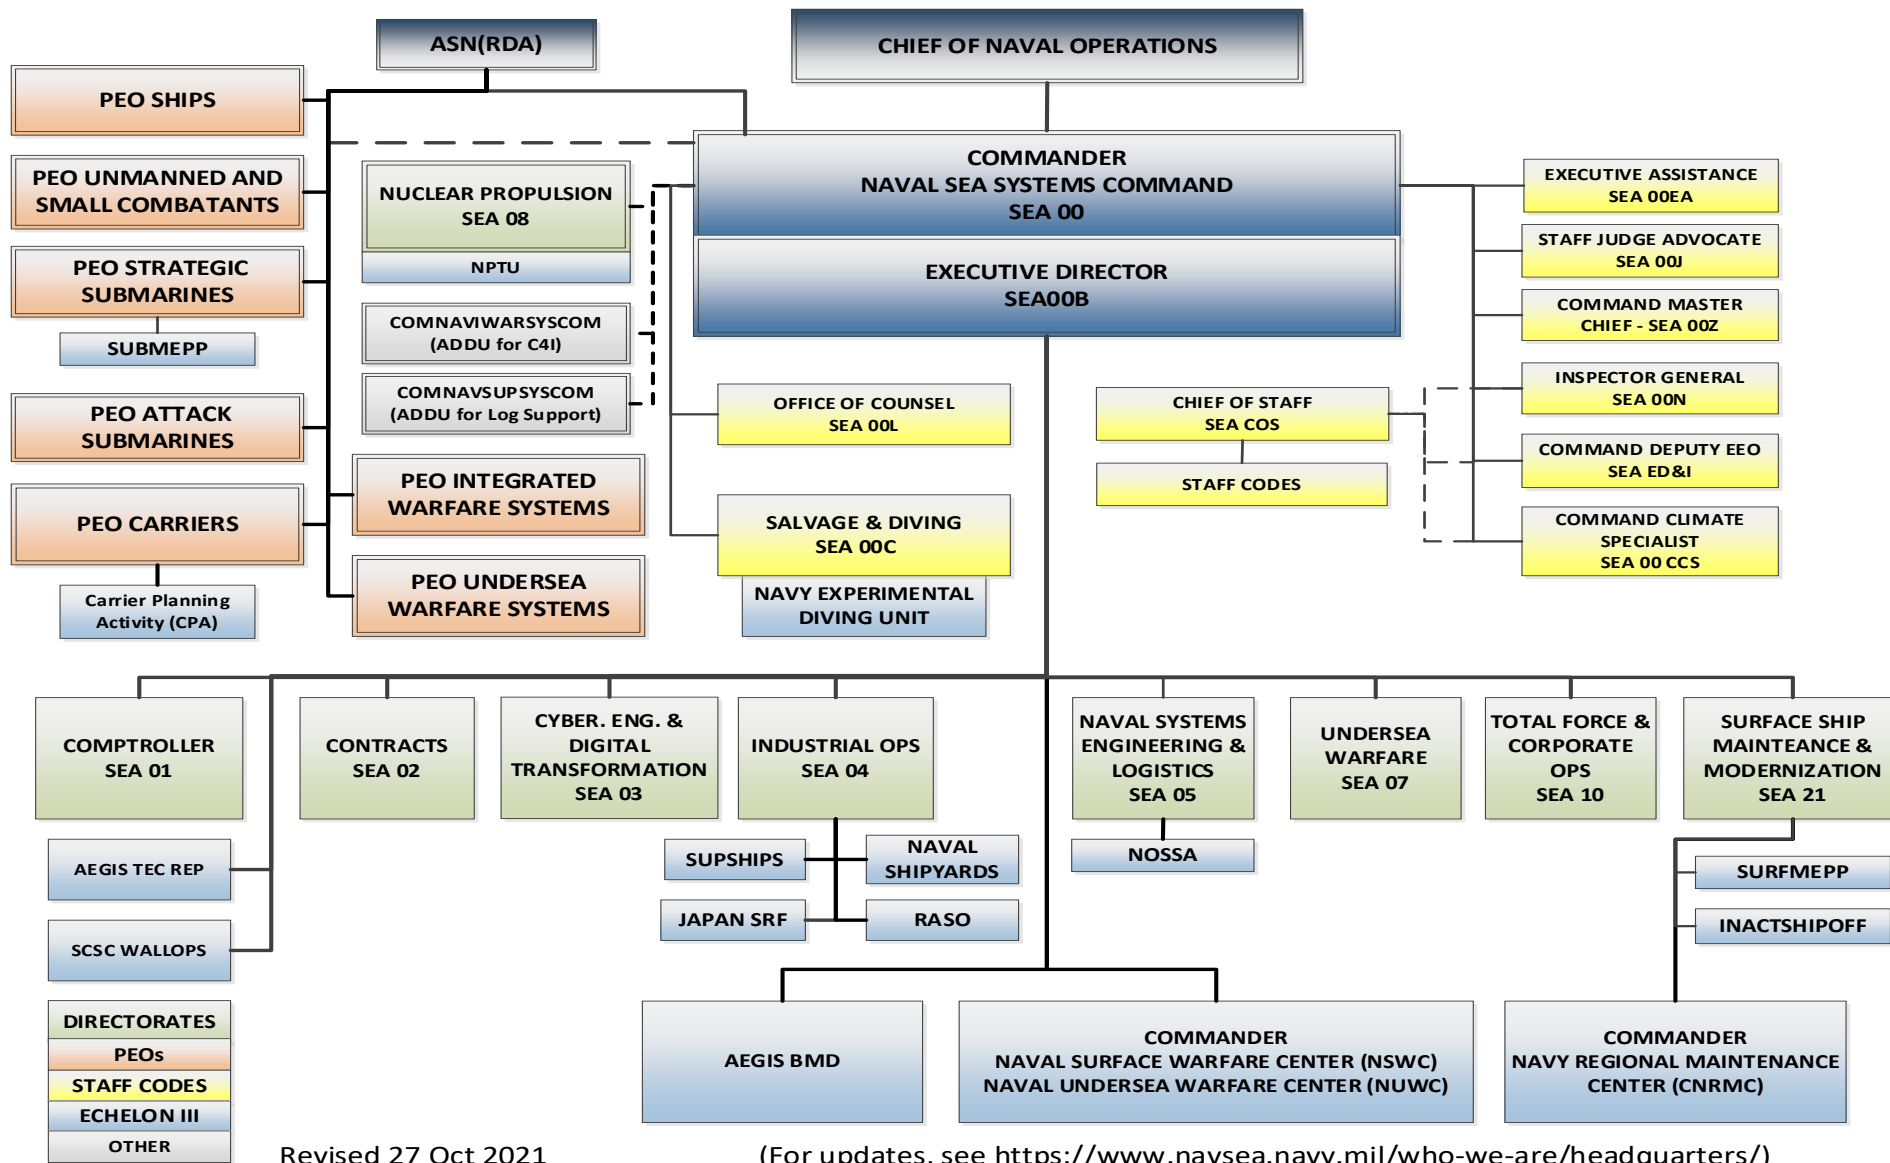 ASN(RDA)
CHIEF OF NAVAL OPERATIONS
PEO SHIPS
PEO UNMANNED AND
SMALL COMBATANTS
PEO STRATEGIC
SUBMARINES
SUBMEPP
PEO ATTACK
SUBMARINES
PEO CARRIERS
Carrier Planning
Activity (CPA)
NUCLEAR PROPULSION
SEA 08
NPTU
COMNAVIWARSYSCOM
(ADDU for C4I)
COMNAVSUPSYSCOM
(ADDU for Log Support)
PEO INTEGRATED
WARFARE SYSTEMS
PEO UNDERSEA
WARFARE SYSTEMS
COMMANDER
NAVAL SEA SYSTEMS COMMAND
SEA 00
EXECUTIVE DIRECTOR
SEA00B
OFFICE OF COUNSEL
SEA 00L
SALVAGE & DIVING
SEA 00C
NAVY EXPERIMENTAL
DIVING UNIT
CHIEF OF STAFF
SEA COS
STAFF CODES
EXECUTIVE ASSISTANCE
SEA 00EA
STAFF JUDGE ADVOCATE
SEA 00J
COMMAND MASTER
CHIEF - SEA 00Z
INSPECTOR GENERAL
SEA 00N
COMMAND DEPUTY EEO
SEA ED&I
COMMAND CLIMATE
SPECIALIST
SEA 00 CCS
COMPTROLLER
SEA 01
CONTRACTS
SEA 02
CYBER. ENG. &
DIGITAL
TRANSFORMATION
SEA 03
INDUSTRIAL OPS
SEA 04
NAVAL SYSTEMS
ENGINEERING &
LOGISTICS
SEA 05
UNDERSEA
WARFARE
SEA 07
TOTAL FORCE &
CORPORATE
OPS
SEA 10
SURFACE SHIP
MAINTEANCE &
MODERNIZATION
SEA 21
AEGIS TEC REP
SCSC WALLOPS
SUPSHIPS
NAVAL
SHIPYARDS
JAPAN SRF
RASO
NOSSA
SURFMEPP
INACTSHIPOFF
AEGIS BMD
COMMANDER
NAVAL SURFACE WARFARE CENTER (NSWC)
NAVAL UNDERSEA WARFARE CENTER (NUWC)
COMMANDER
NAVY REGIONAL MAINTENANCE
CENTER (CNRMC)
DIRECTORATES
PEOs
STAFF CODES
ECHELON III
OTHER
Revised 27 Oct 2021
(For updates, see https://www.navsea.navy.mil/who-we-are/headquarters/)